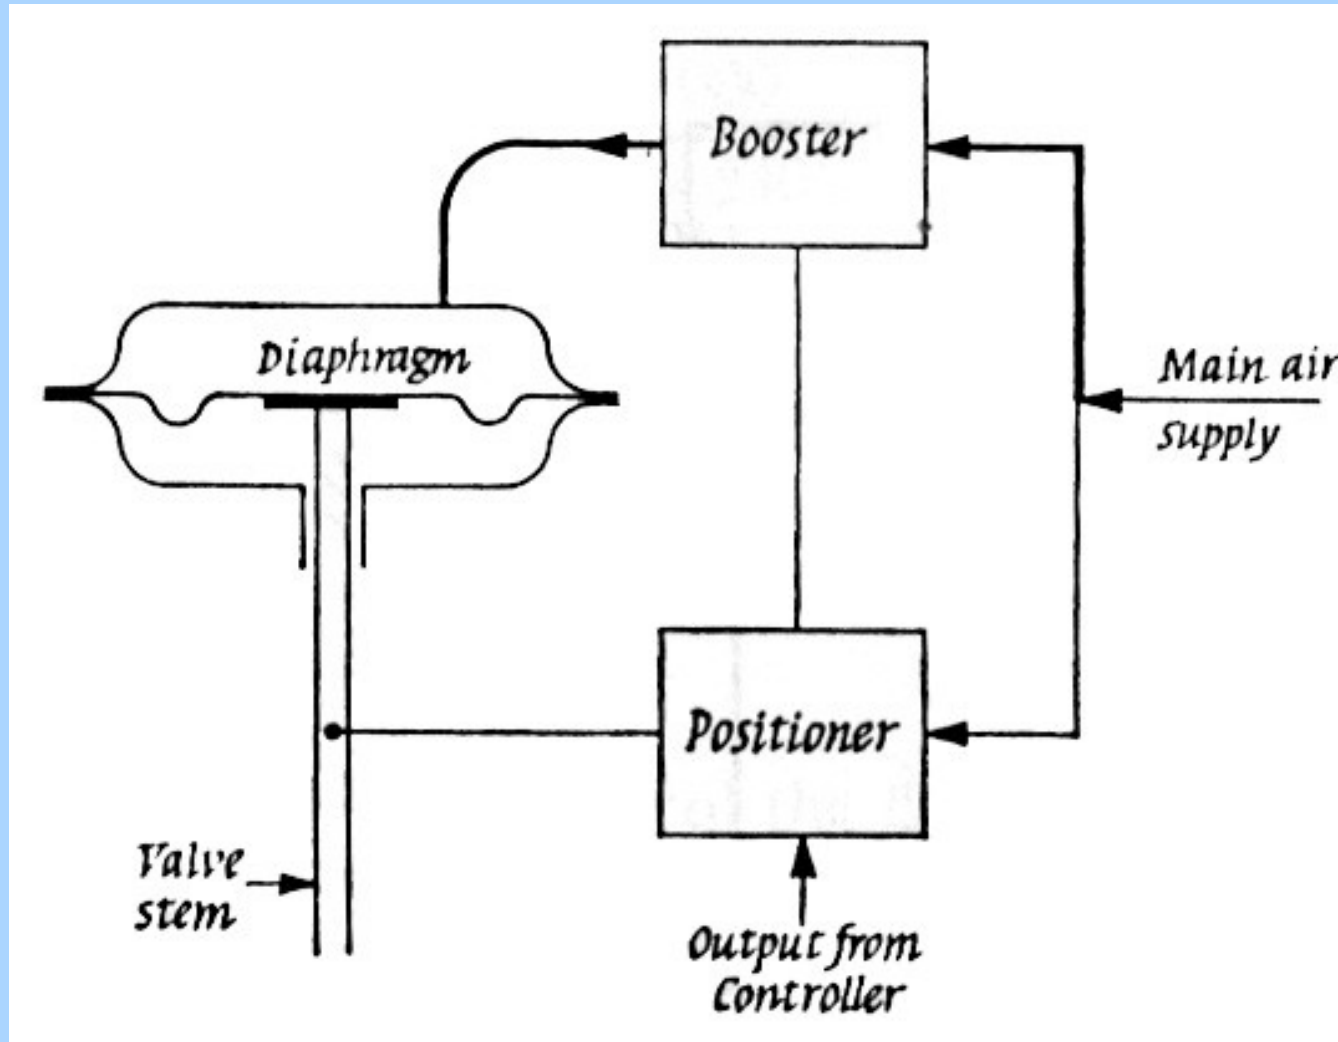 Booster
Diaphragm
Main air
supply
Positioner
Valve
stem
Output from
Controller